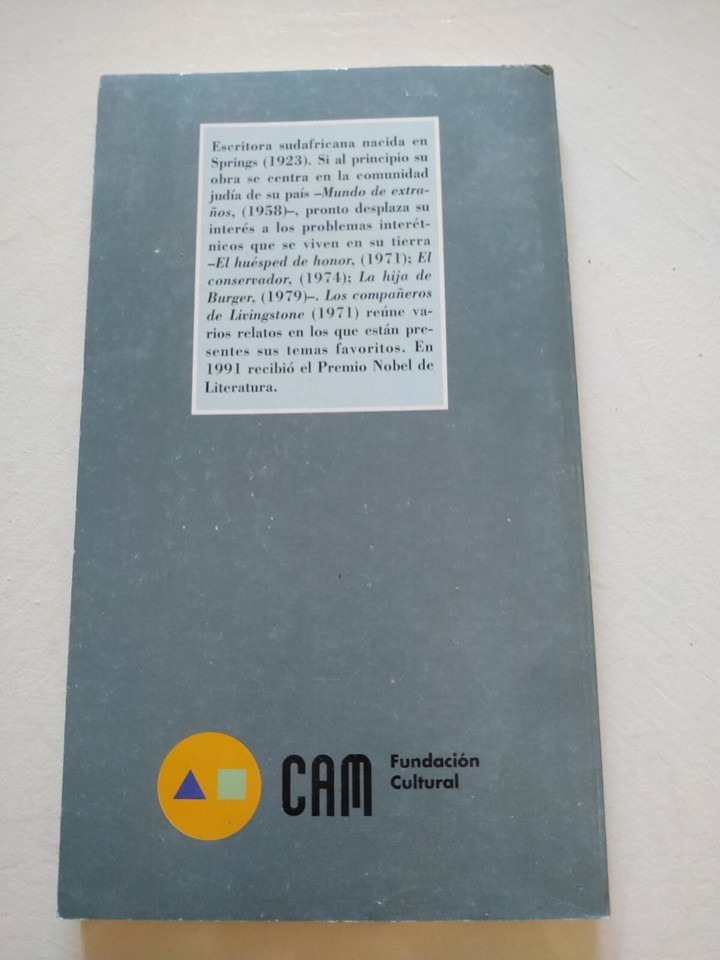 Escritora sudafricana nacida en
Springs (1923). Si al principio su
obra se centra en la comunidad
judía de su país –Mundo de extra-
ños, (1958)–, pronto desplaza su
interés a los problemas interét-
nicos que se viven en su tierra
–El huésped de honor, (1971); El
conservador, (1974); La hija de
Burger, (1979)–. Los compañeros
de Livingstone (1971) reúne va-
rios relatos en los que están pre-
sentes sus temas favoritos. En
1991 recibió el Premio Nobel de
Literatura.
CAM Fundación
Cultural